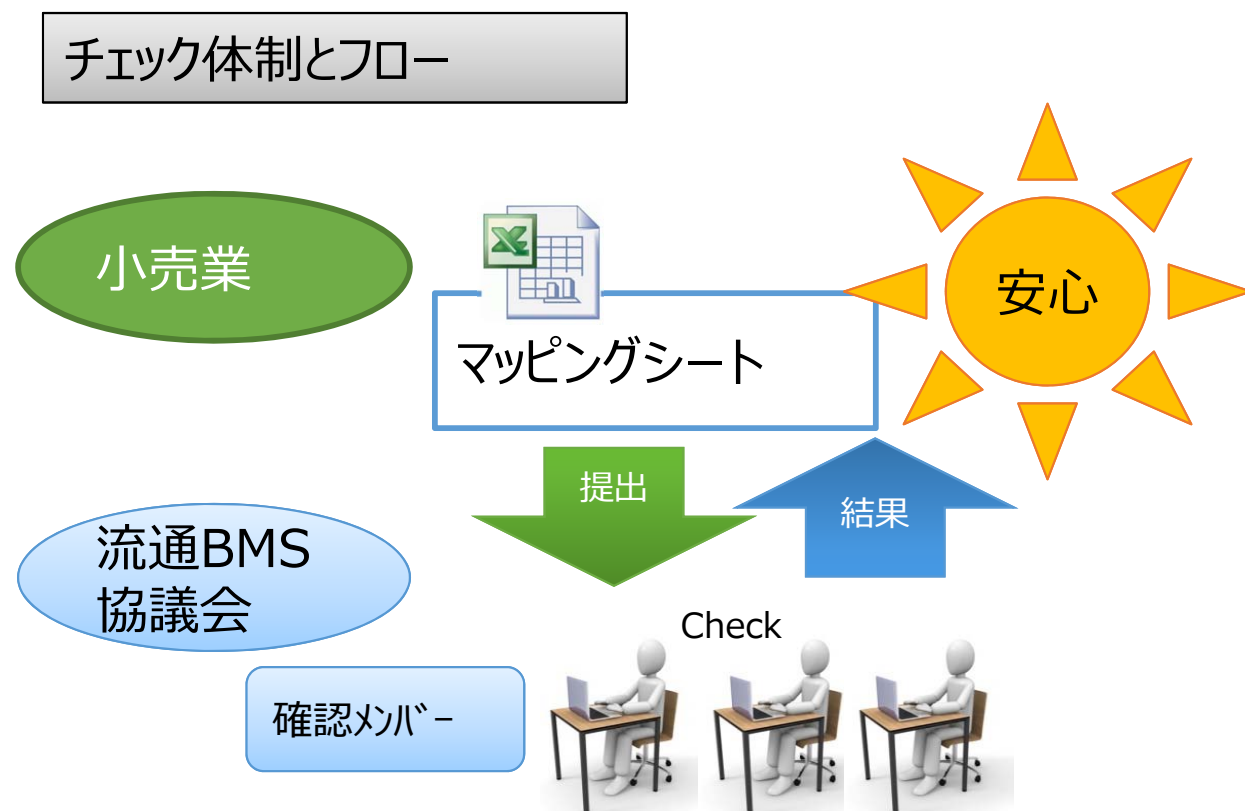 チェック体制とフロー
小売業
マッピングシート
安心
提出
結果
流通BMS
協議会
Check
確認ﾒﾝﾊﾞｰ